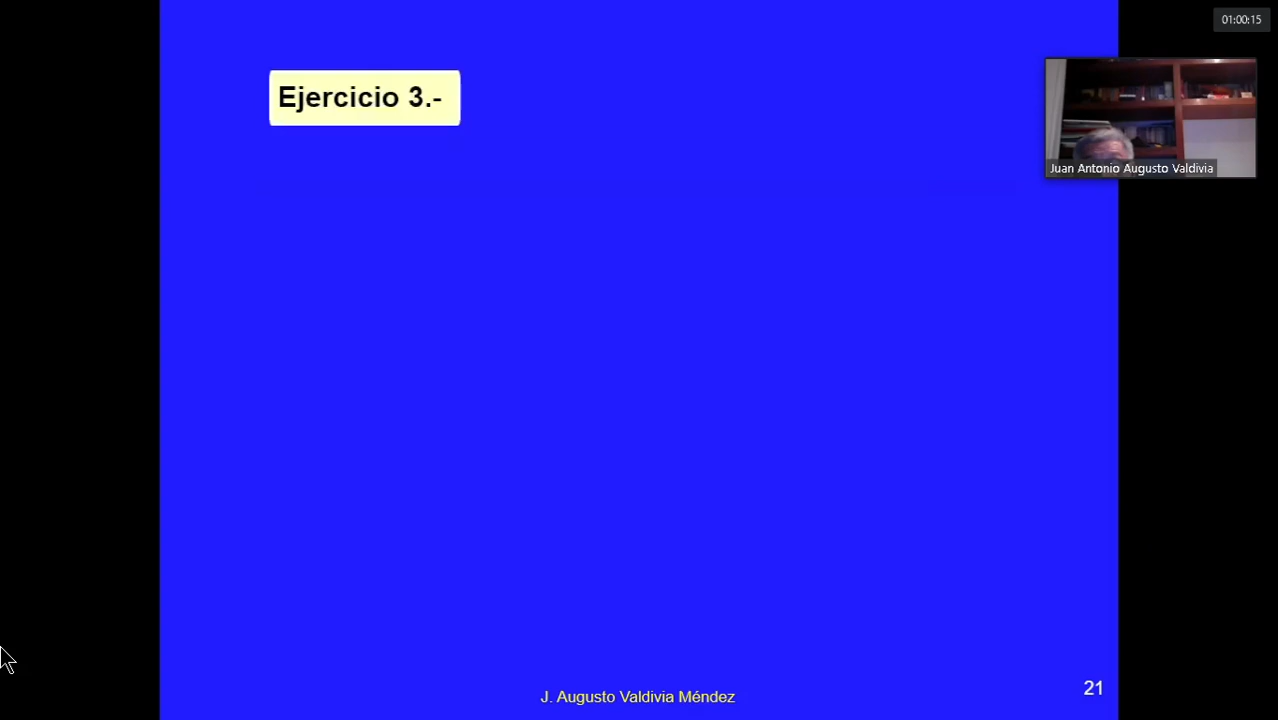 01:00:15
Ejercicio 3.-
Juan Antonio Augusto Valdivia
J. Augusto Valdivia Méndez
21